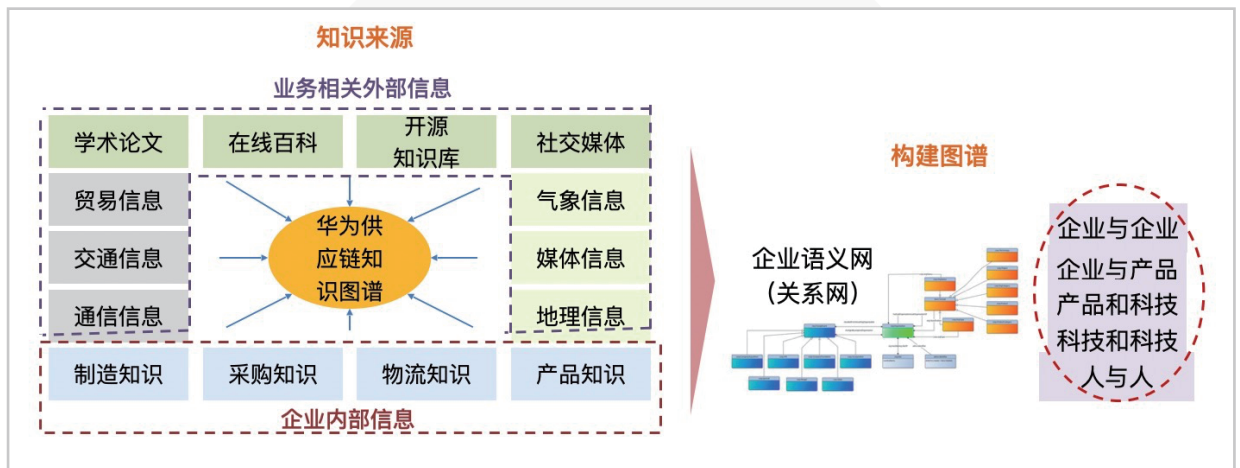 知识来源
业务相关外部信息
学术论文
在线百科
开源
知识库
社交媒体
贸易信息
交通信息
通信信息
华为供
应链知
识图谱
气象信息
媒体信息
地理信息
制造知识
采购知识
物流知识
产品知识
企业内部信息
构建图谱
企业语义网
（关系网）
企业与企业
企业与产品
产品和科技
科技和科技
人与人